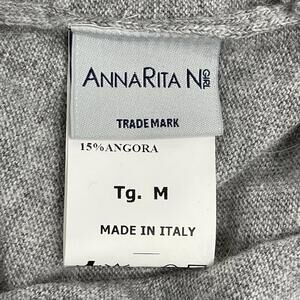 ANNARITA N GIRL
TRADE MARK
15%ANGORA
Tg. M
MADE IN ITALY